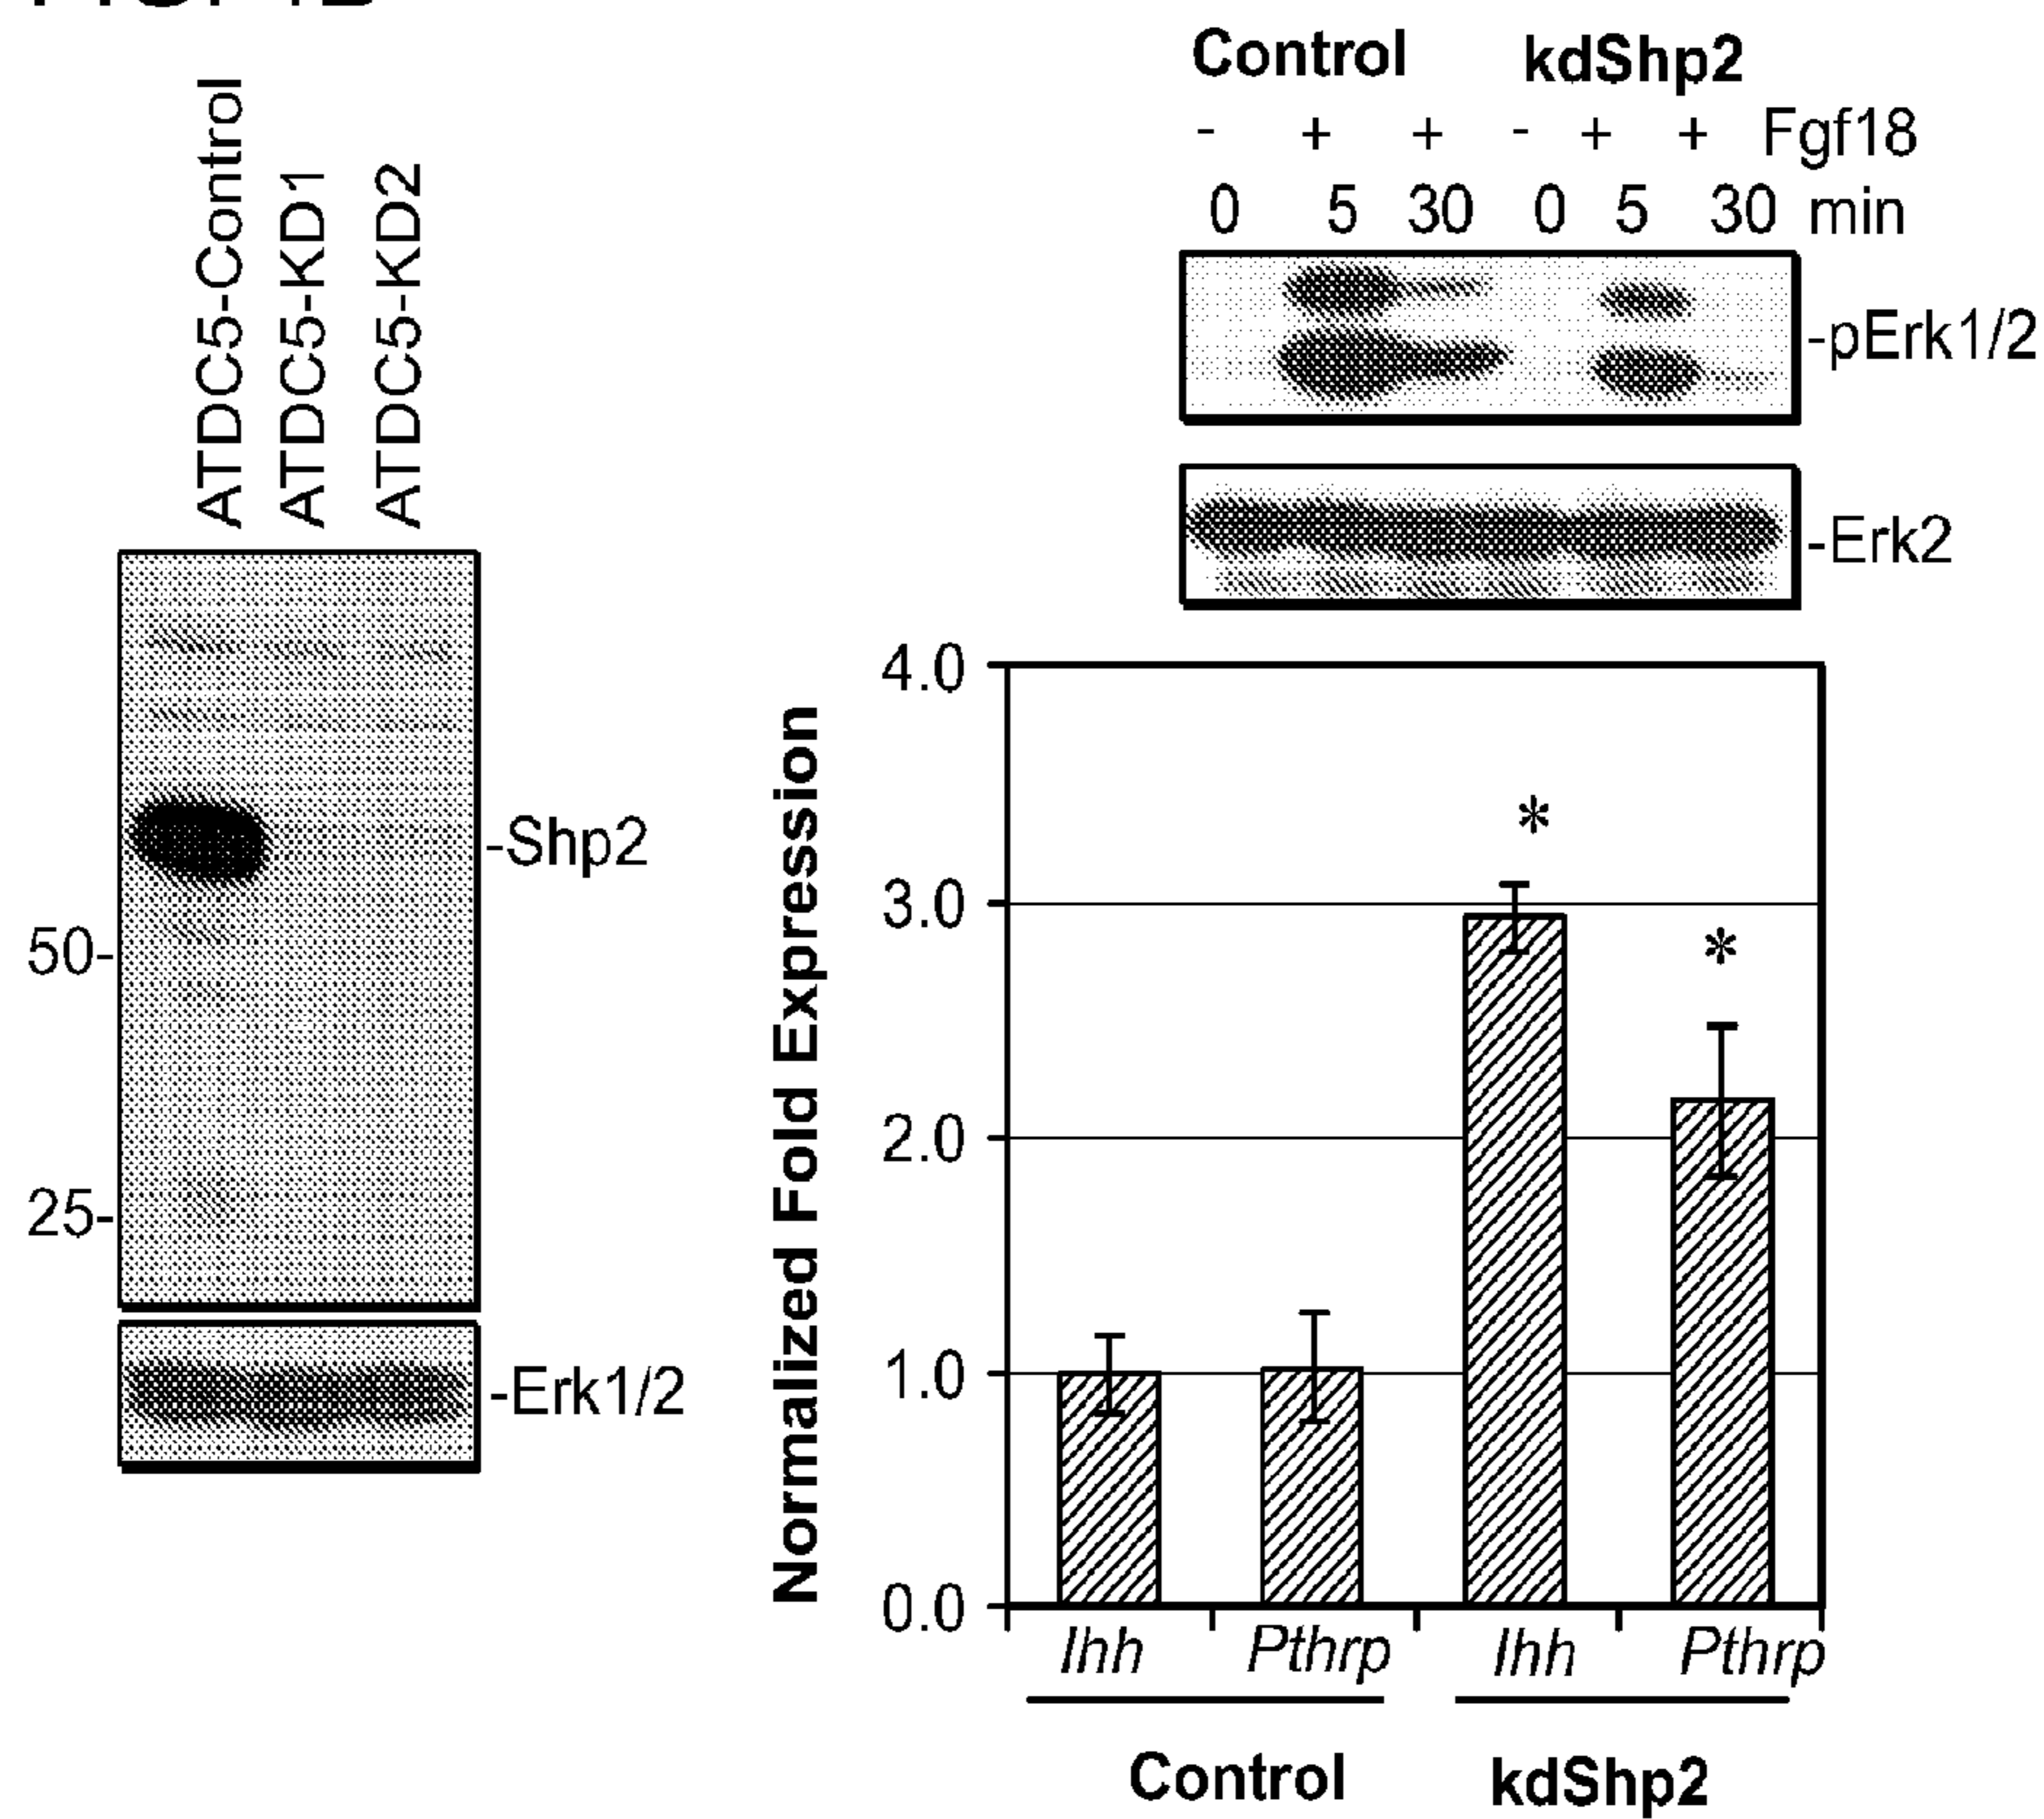 ATDC5-Control
ATDC5-KD1
ATDC5-KD2
-Shp2
50-
25-
-Erk1/2
Control kdShp2
- + + - + + Fgf18
0 5 30 0 5 30 min
-pErk1/2
-Erk2
Normalized Fold Expression
4.0
*
3.0
*
2.0
1.0
0.0
Ihh Pthrp Ihh Pthrp
Control kdShp2